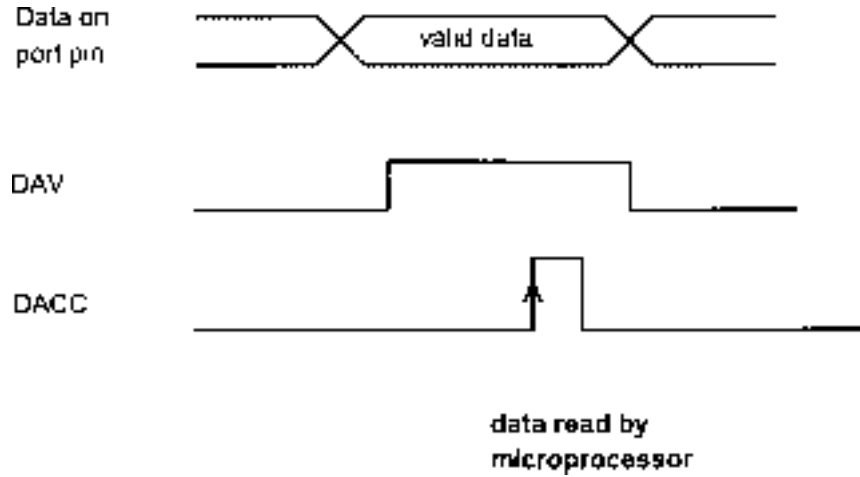 Data on
port pin
valid data
DAV
DACC
data read by
microprocessor